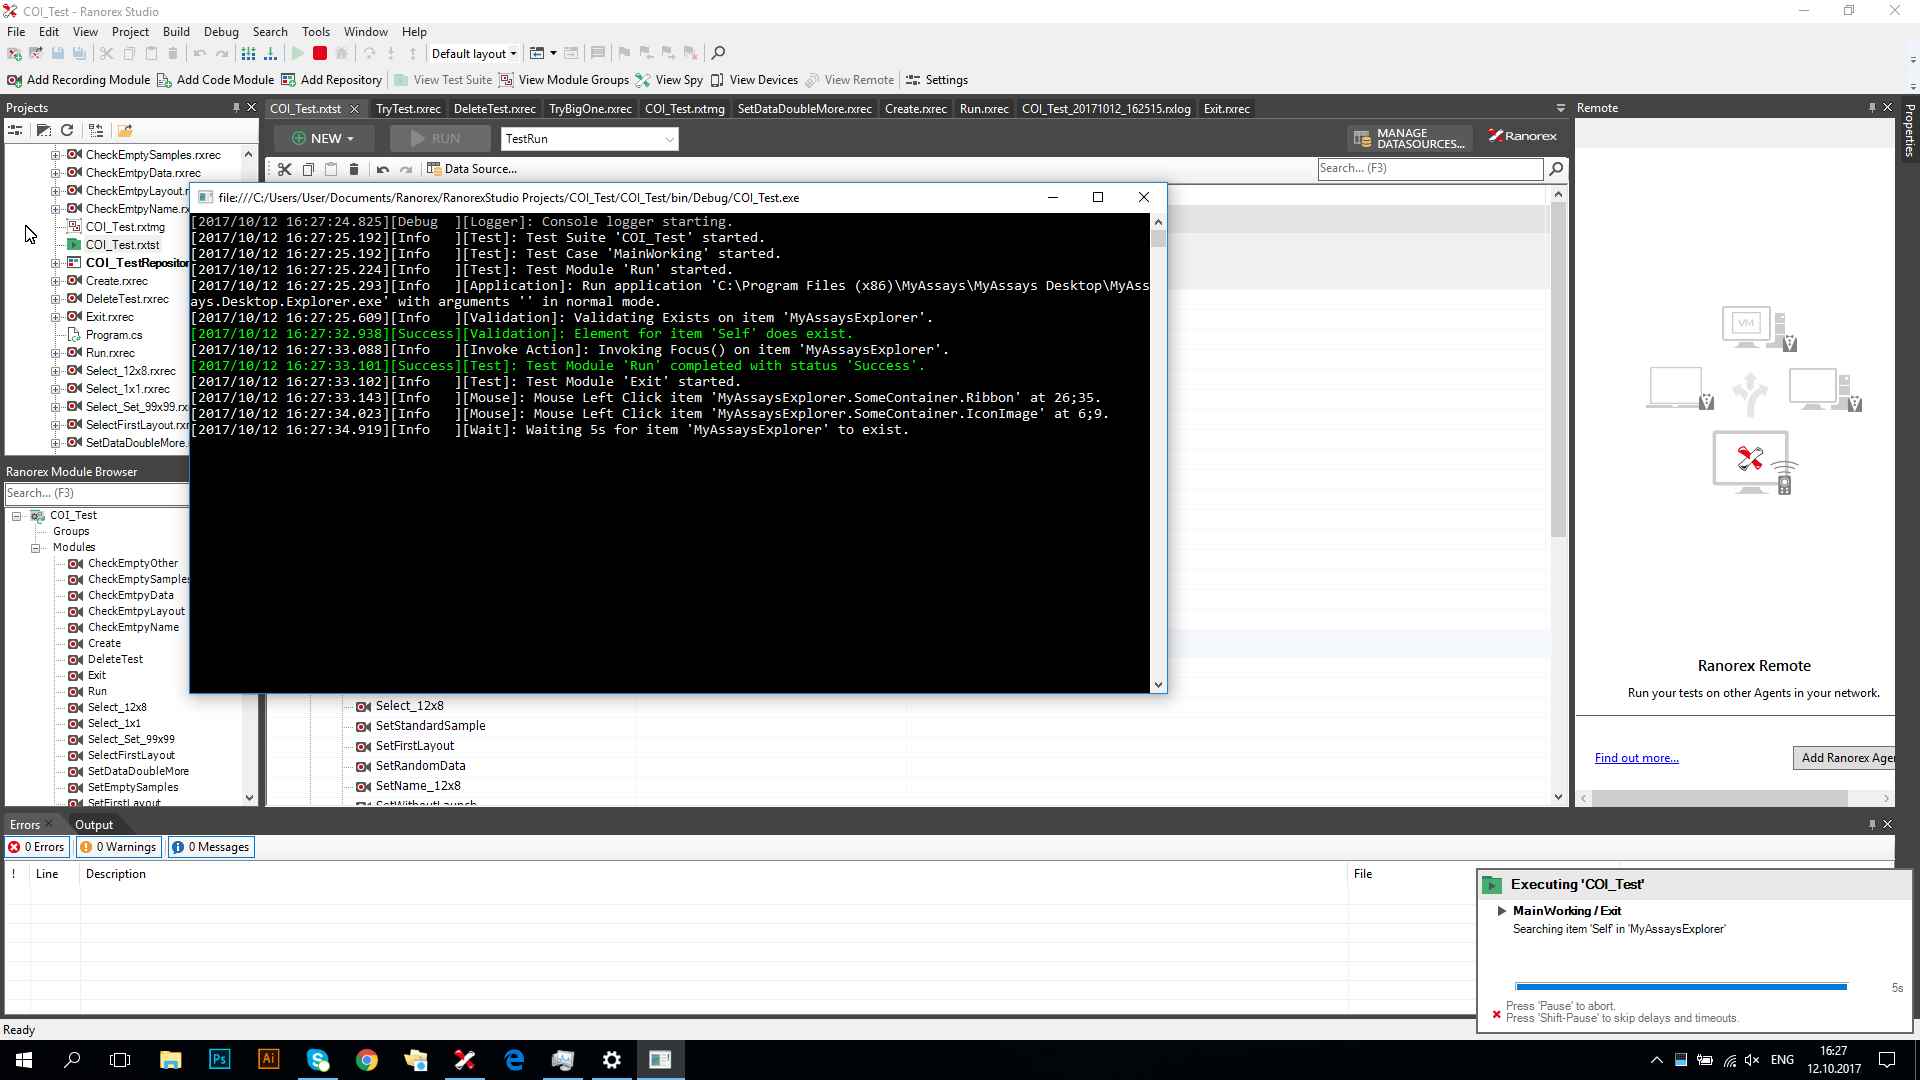 COI_Test - Ranorex Studio
File Edit View Project Build Debug Search Tools Window Help
Default layout
Add Recording Module Add Code Module Add Repository View Test Suite View Module Groups View Spy View Devices View Remote Settings
Projects
COI_Test.rxtst TryTest.rxrec DeleteTest.rxrec TryBigOne.rxrec COI_Test.rxtmg SetDataDoubleMore.rxrec Create.rxrec Run.rxrec COI_Test_20171012_162515.rxlog Exit.rxrec
Remote
Properties
NEW RUN TestRun MANAGE DATASOURCES... Ranorex
Data Source... Search... (F3)
CheckEmptySamples.rxrec
CheckEmtpyData.rxrec
CheckEmtpyLayout.r
CheckEmtpyName.rx
COI_Test.rxtmg
COI_Test.rxtst
COI_TestRepositor
Create.rxrec
DeleteTest.rxrec
Exit.rxrec
Program.cs
Run.rxrec
Select_12x8.rxrec
Select_1x1.rxrec
Select_Set_99x99.rx
SelectFirstLayout.rxr
SetDataDoubleMore.
file:///C:/Users/User/Documents/Ranorex/RanorexStudio Projects/COI_Test/COI_Test/bin/Debug/COI_Test.exe
[2017/10/12 16:27:24.825][Debug  ][Logger]: Console logger starting.
[2017/10/12 16:27:25.192][Info   ][Test]: Test Suite 'COI_Test' started.
[2017/10/12 16:27:25.192][Info   ][Test]: Test Case 'MainWorking' started.
[2017/10/12 16:27:25.224][Info   ][Test]: Test Module 'Run' started.
[2017/10/12 16:27:25.293][Info   ][Application]: Run application 'C:\Program Files (x86)\MyAssays\MyAssays Desktop\MyAss
ays.Desktop.Explorer.exe' with arguments '' in normal mode.
[2017/10/12 16:27:25.609][Info   ][Validation]: Validating Exists on item 'MyAssaysExplorer'.
[2017/10/12 16:27:32.938][Success][Validation]: Element for item 'Self' does exist.
[2017/10/12 16:27:33.088][Info   ][Invoke Action]: Invoking Focus() on item 'MyAssaysExplorer'.
[2017/10/12 16:27:33.101][Success][Test]: Test Module 'Run' completed with status 'Success'.
[2017/10/12 16:27:33.102][Info   ][Test]: Test Module 'Exit' started.
[2017/10/12 16:27:33.143][Info   ][Mouse]: Mouse Left Click item 'MyAssaysExplorer.SomeContainer.Ribbon' at 26;35.
[2017/10/12 16:27:34.023][Info   ][Mouse]: Mouse Left Click item 'MyAssaysExplorer.SomeContainer.IconImage' at 6;9.
[2017/10/12 16:27:34.919][Info   ][Wait]: Waiting 5s for item 'MyAssaysExplorer' to exist.
Ranorex Module Browser
Search... (F3)
COI_Test
Groups
Modules
CheckEmptyOther
CheckEmptySamples
CheckEmtpyData
CheckEmtpyLayout
CheckEmtpyName
Create
DeleteTest
Exit
Run
Select_12x8
Select_1x1
Select_Set_99x99
SelectFirstLayout
SetDataDoubleMore
SetEmptySamples
SetFirstLayout
Select_12x8
SetStandardSample
SetFirstLayout
SetRandomData
SetName_12x8
SetWithoutLaunch
VM
Ranorex Remote
Run your tests on other Agents in your network.
Find out more... Add Ranorex Agen
Errors Output
0 Errors 0 Warnings 0 Messages
! Line Description File
Executing 'COI_Test'
MainWorking / Exit
Searching item 'Self' in 'MyAssaysExplorer'
5s
Press 'Pause' to abort.
Press 'Shift-Pause' to skip delays and timeouts.
Ready
Ps Ai ENG 16:27
12.10.2017